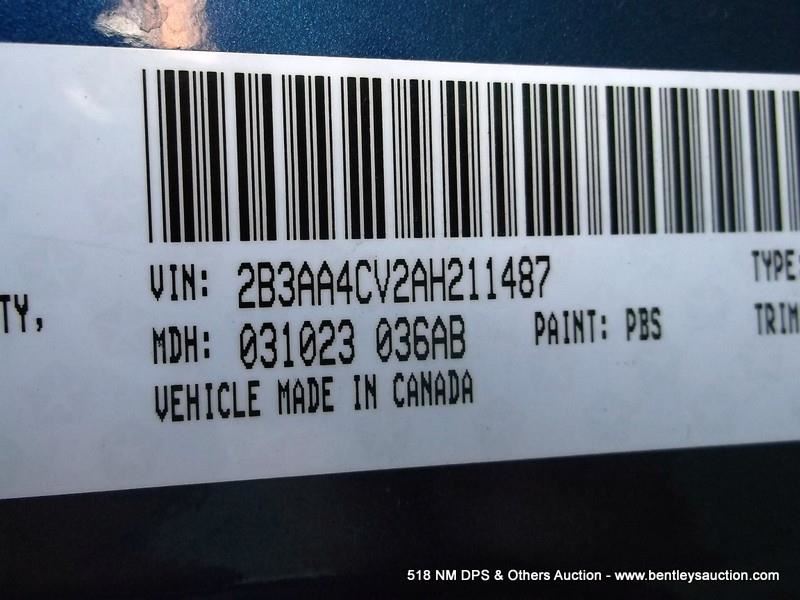 VIN: 2B3AA4CV2AH211487 TYPE:
TY, MDH: 031023 036AB PAINT: PBS TRIM
VEHICLE MADE IN CANADA
518 NM DPS & Others Auction - www.bentleysauction.com